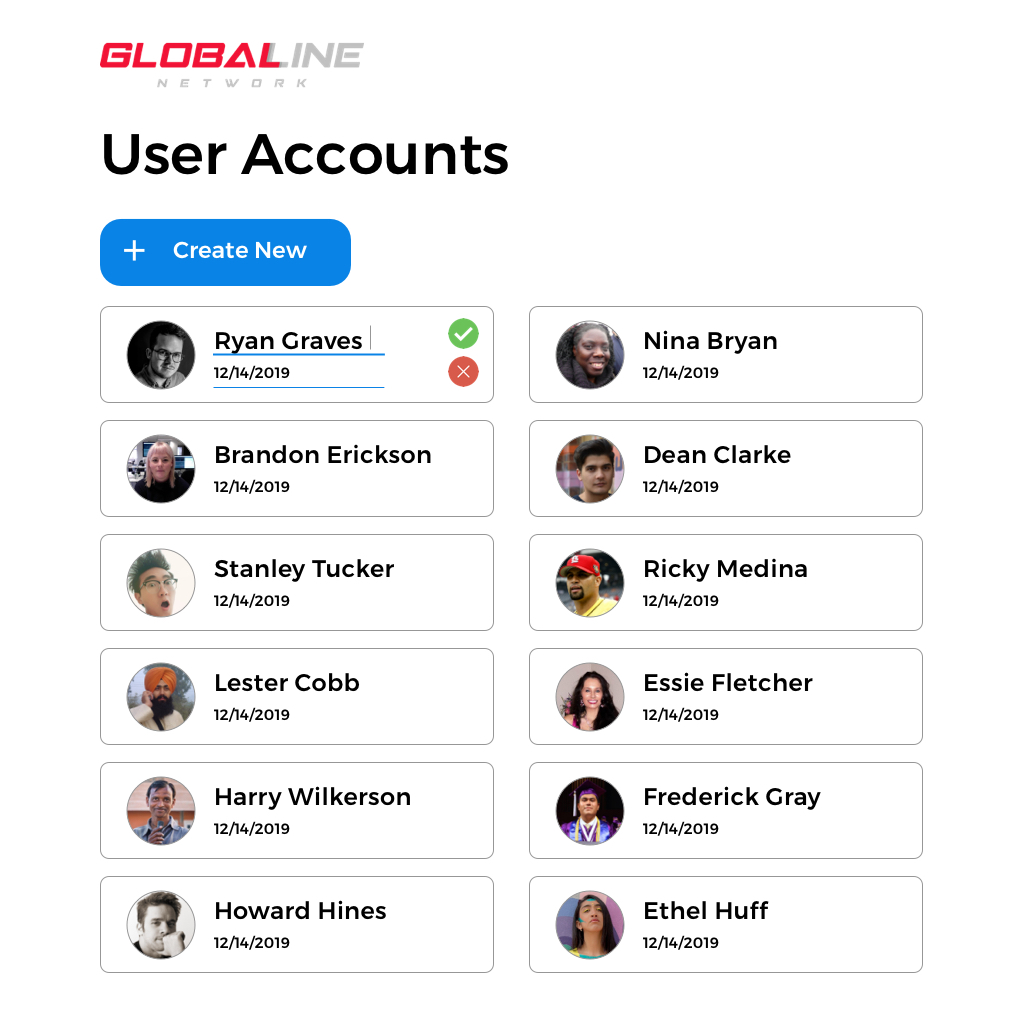 GLOBALLINE
NETWORK
User Accounts
Create New
Ryan Graves
12/14/2019
Nina Bryan
12/14/2019
Brandon Erickson
12/14/2019
Dean Clarke
12/14/2019
Stanley Tucker
12/14/2019
Ricky Medina
12/14/2019
Lester Cobb
12/14/2019
Essie Fletcher
12/14/2019
Harry Wilkerson
12/14/2019
Frederick Gray
12/14/2019
Howard Hines
12/14/2019
Ethel Huff
12/14/2019